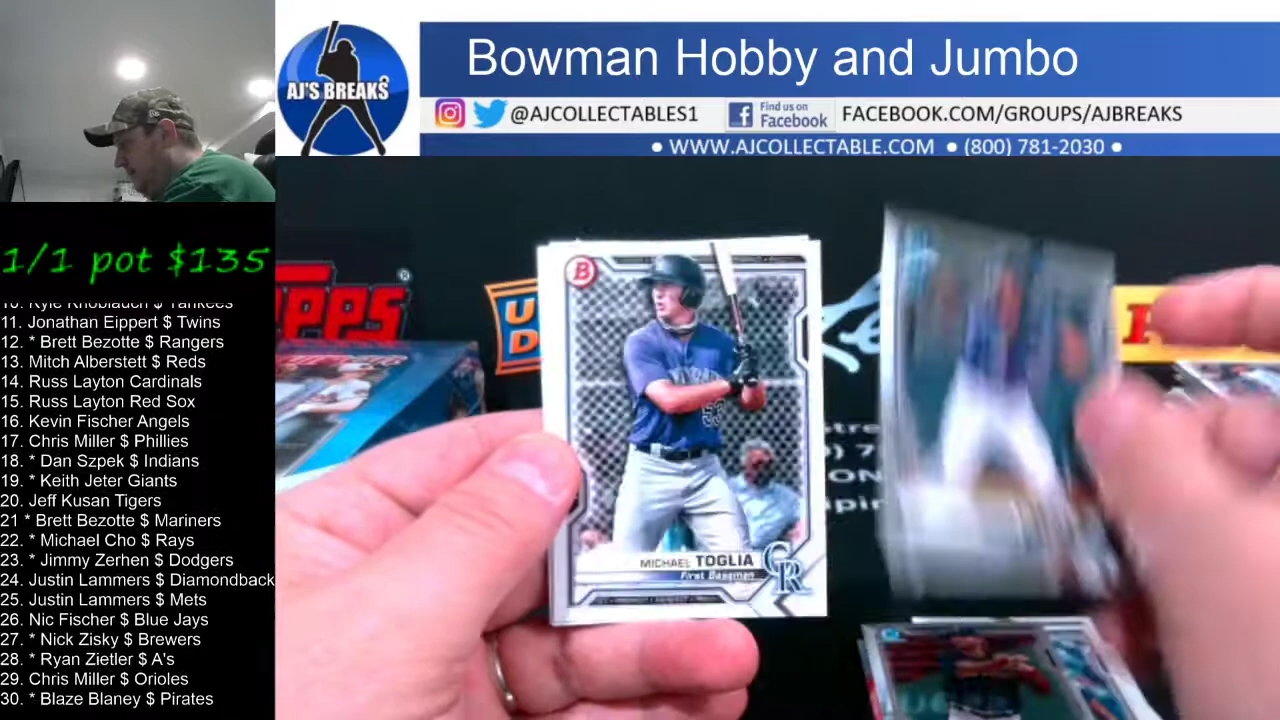 Bowman Hobby and Jumbo
AJ'S BREAKS
@AJCOLLECTABLES1
Find us on
Facebook
FACEBOOK.COM/GROUPS/AJBREAKS
• WWW.AJCOLLECTABLE.COM • (800) 781-2030 •
1/1 pot $135
10. Kyle Knoblauch $ Yankees
11. Jonathan Eippert $ Twins
12. * Brett Bezotte $ Rangers
13. Mitch Alberstett $ Reds
14. Russ Layton Cardinals
15. Russ Layton Red Sox
16. Kevin Fischer Angels
17. Chris Miller $ Phillies
18. * Dan Szpek $ Indians
19. * Keith Jeter Giants
20. Jeff Kusan Tigers
21 * Brett Bezotte $ Mariners
22. * Michael Cho $ Rays
23. * Jimmy Zerhen $ Dodgers
24. Justin Lammers $ Diamondback
25. Justin Lammers $ Mets
26. Nic Fischer $ Blue Jays
27. * Nick Zisky $ Brewers
28. * Ryan Zietler $ A's
29. Chris Miller $ Orioles
30. * Blaze Blaney $ Pirates
B
MICHAEL TOGLIA
First Baseman
CR